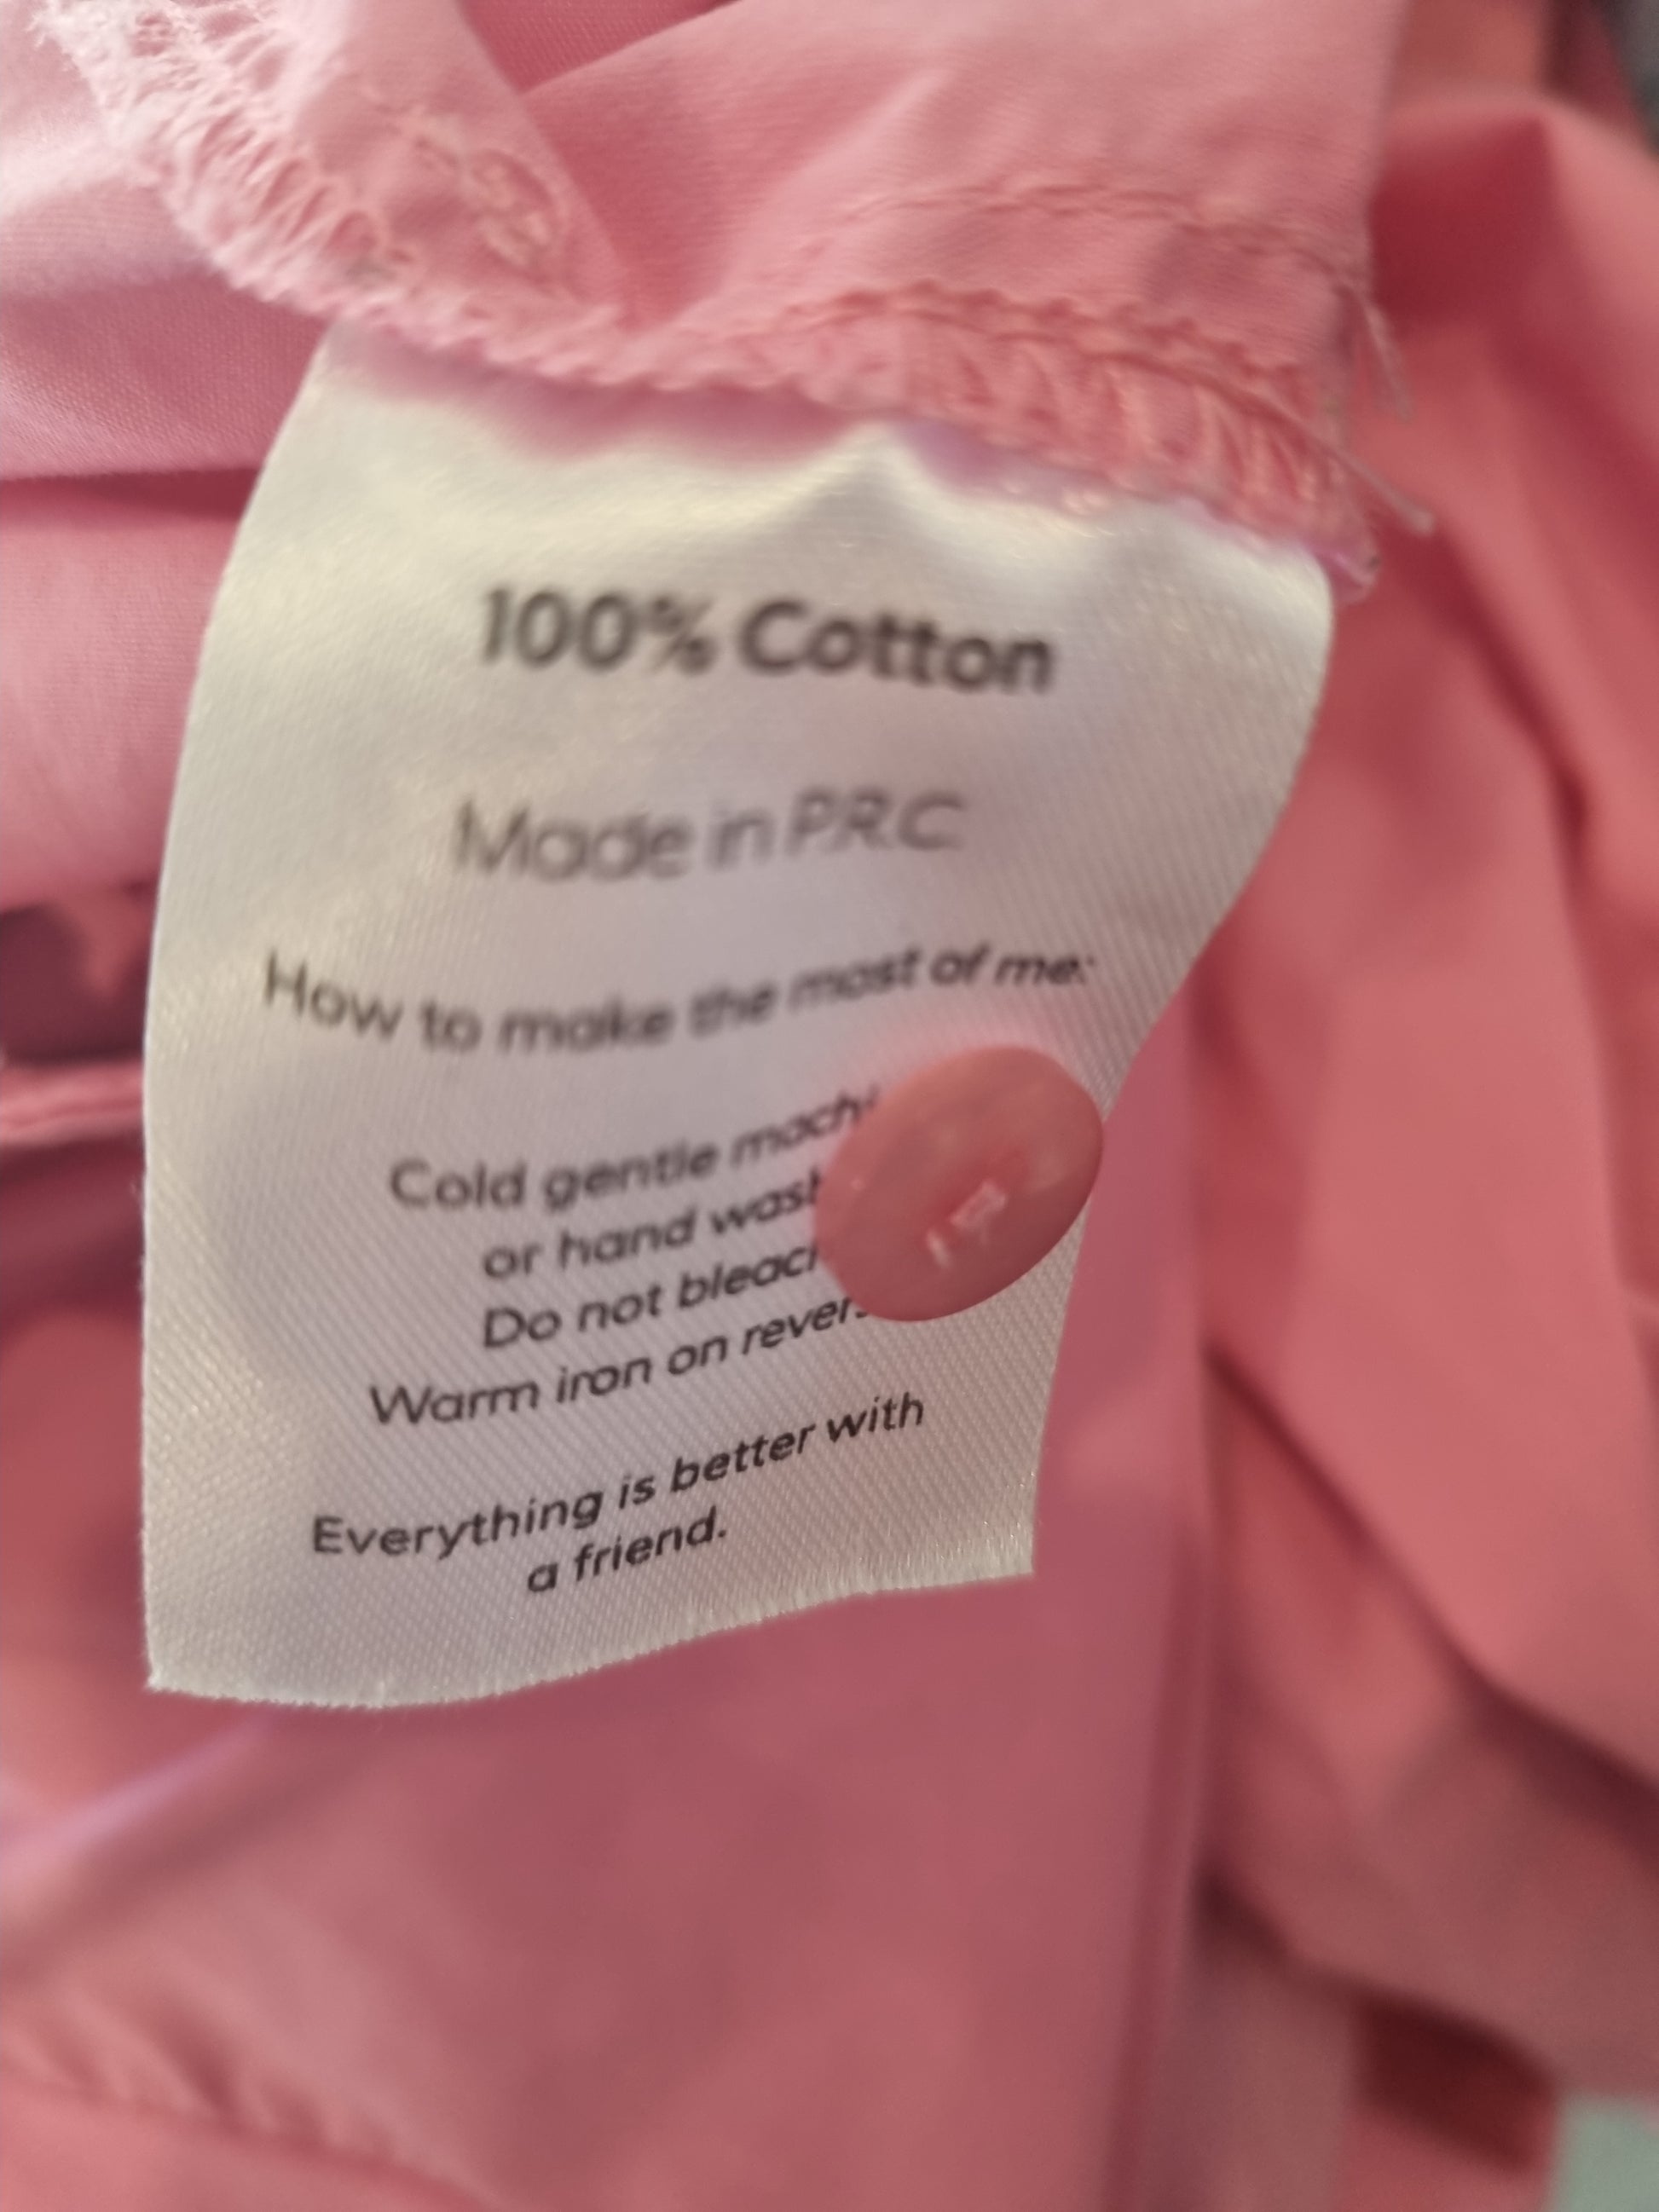 100% Cotton
Made in P.R.C
How to make the most of me:
Cold gentle
or hand
Do not
Warm iron on
Everything is better with
a friend.